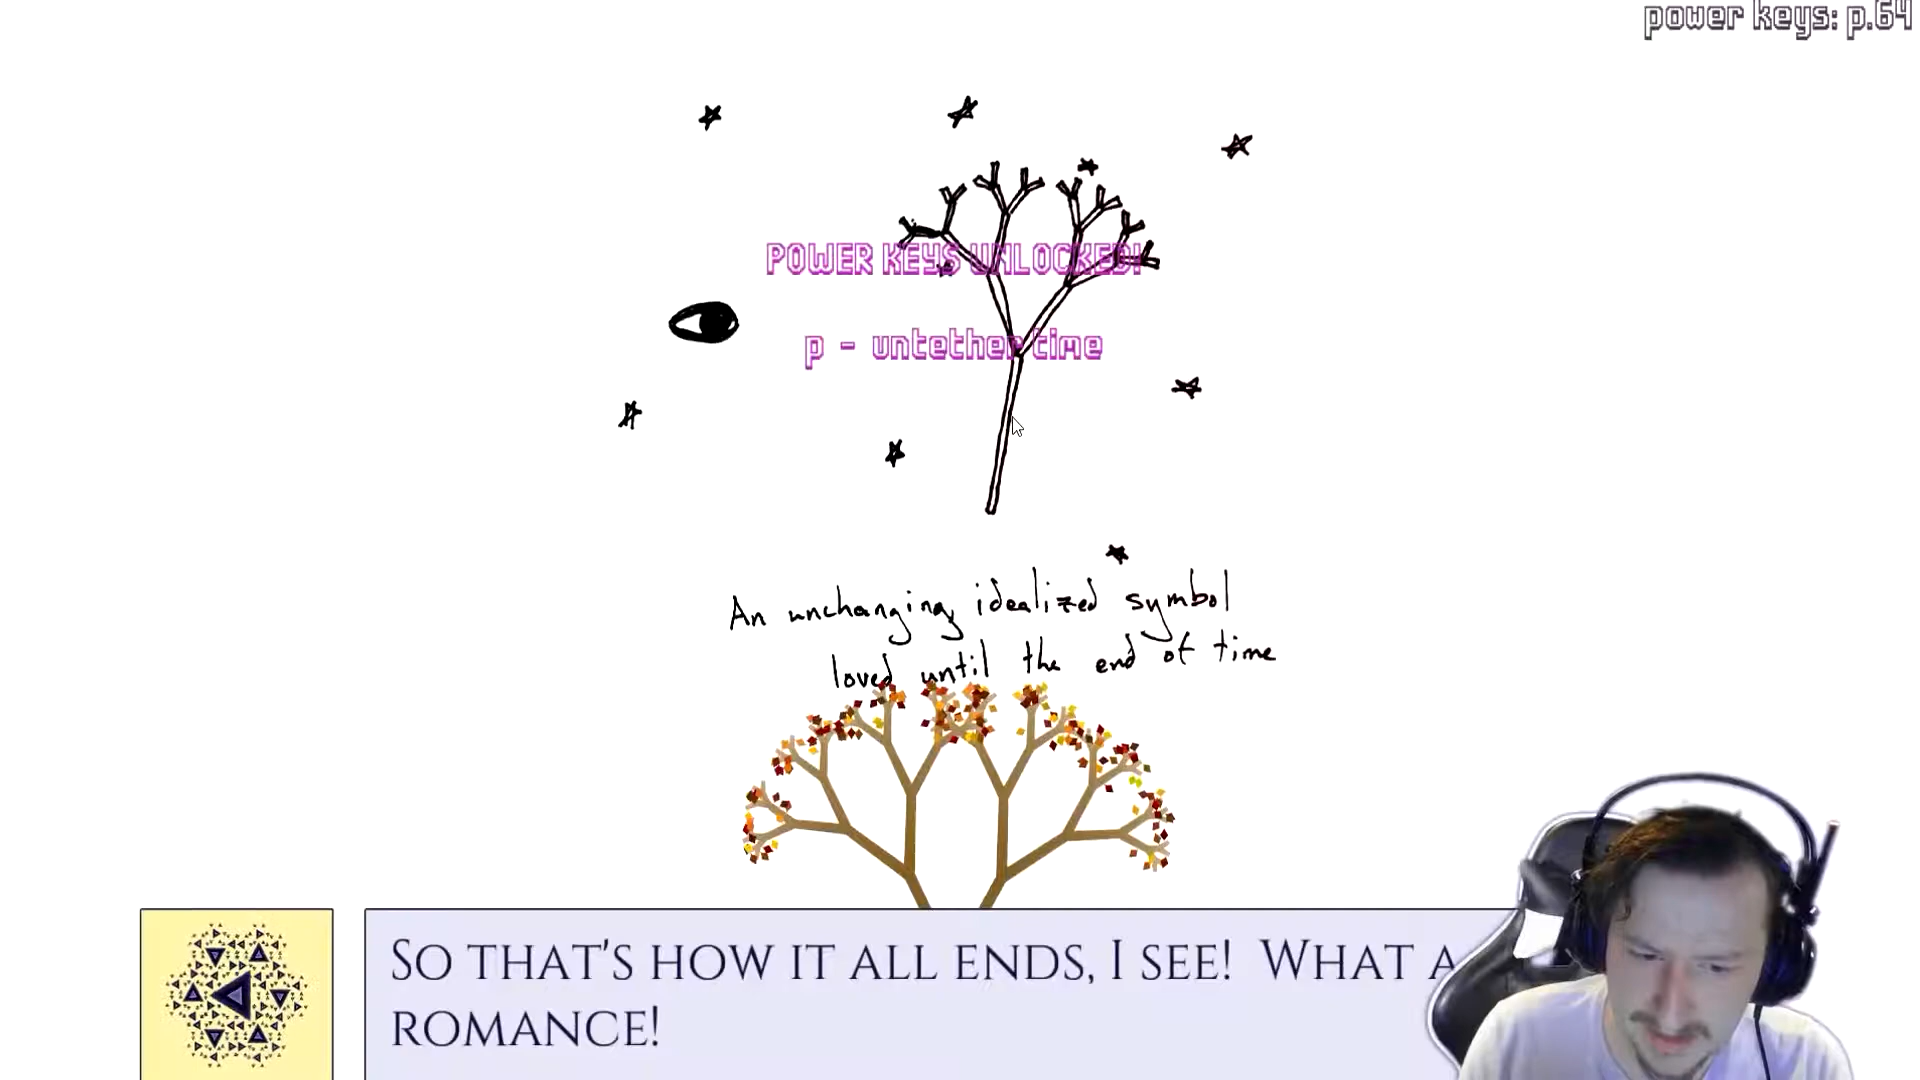 power keys: p.64
POWER KEYS UNLOCKED!
p - untether time
An unchanging idealized symbol
loved until the end of time
SO THAT'S HOW IT ALL ENDS, I SEE! WHAT A
ROMANCE!